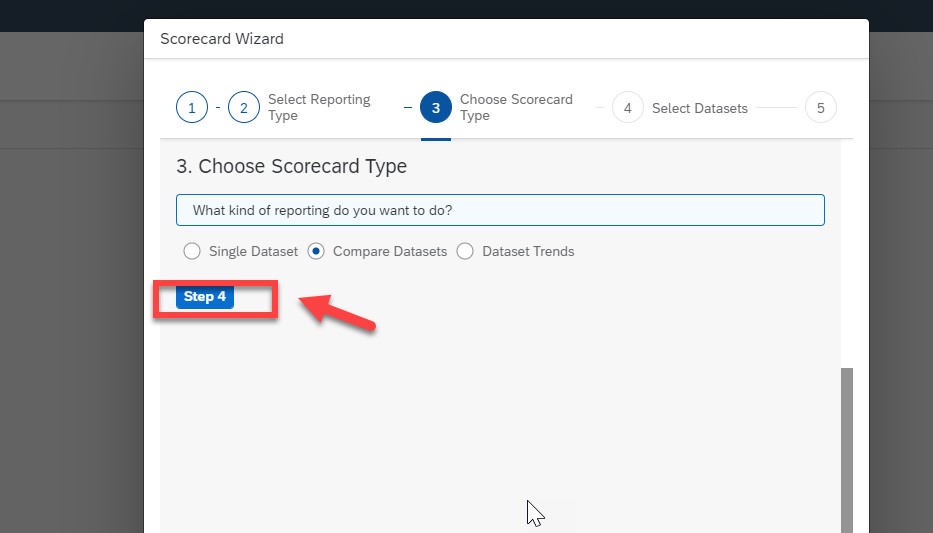 Scorecard Wizard
1 - 2 Select Reporting Type – 3 Choose Scorecard Type 4 Select Datasets 5
3. Choose Scorecard Type
What kind of reporting do you want to do?
Single Dataset Compare Datasets Dataset Trends
Step 4